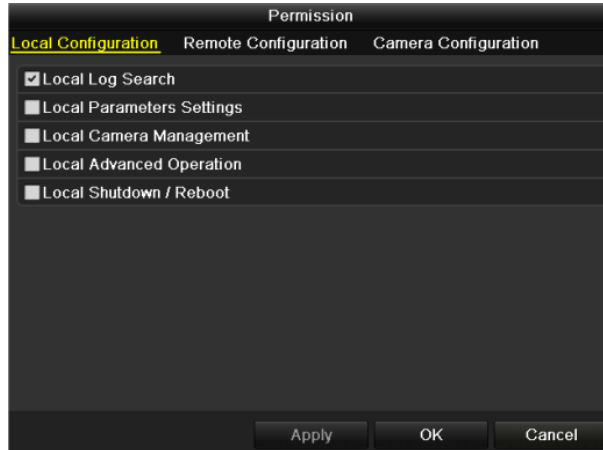 Permission
Local Configuration Remote Configuration Camera Configuration
Local Log Search
Local Parameters Settings
Local Camera Management
Local Advanced Operation
Local Shutdown / Reboot
Apply OK Cancel